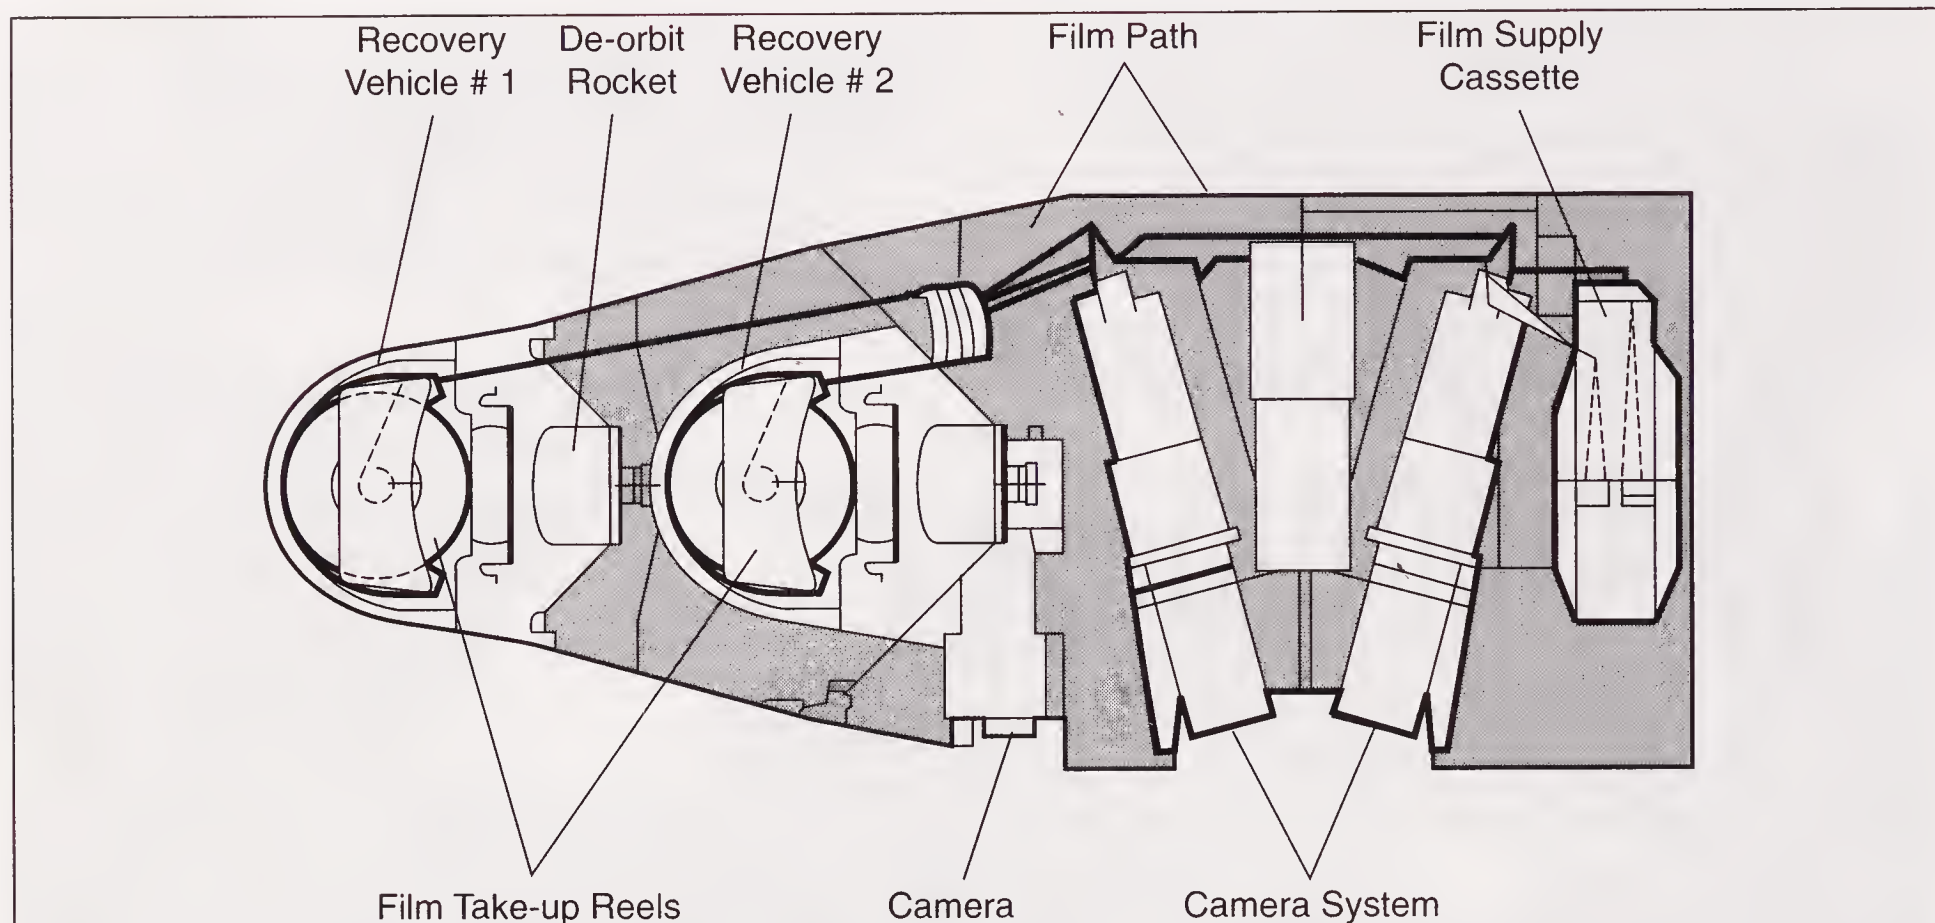 Recovery
Vehicle # 1
De-orbit
Rocket
Recovery
Vehicle # 2
Film Path
Film Supply
Cassette
Film Take-up Reels
Camera
Camera System